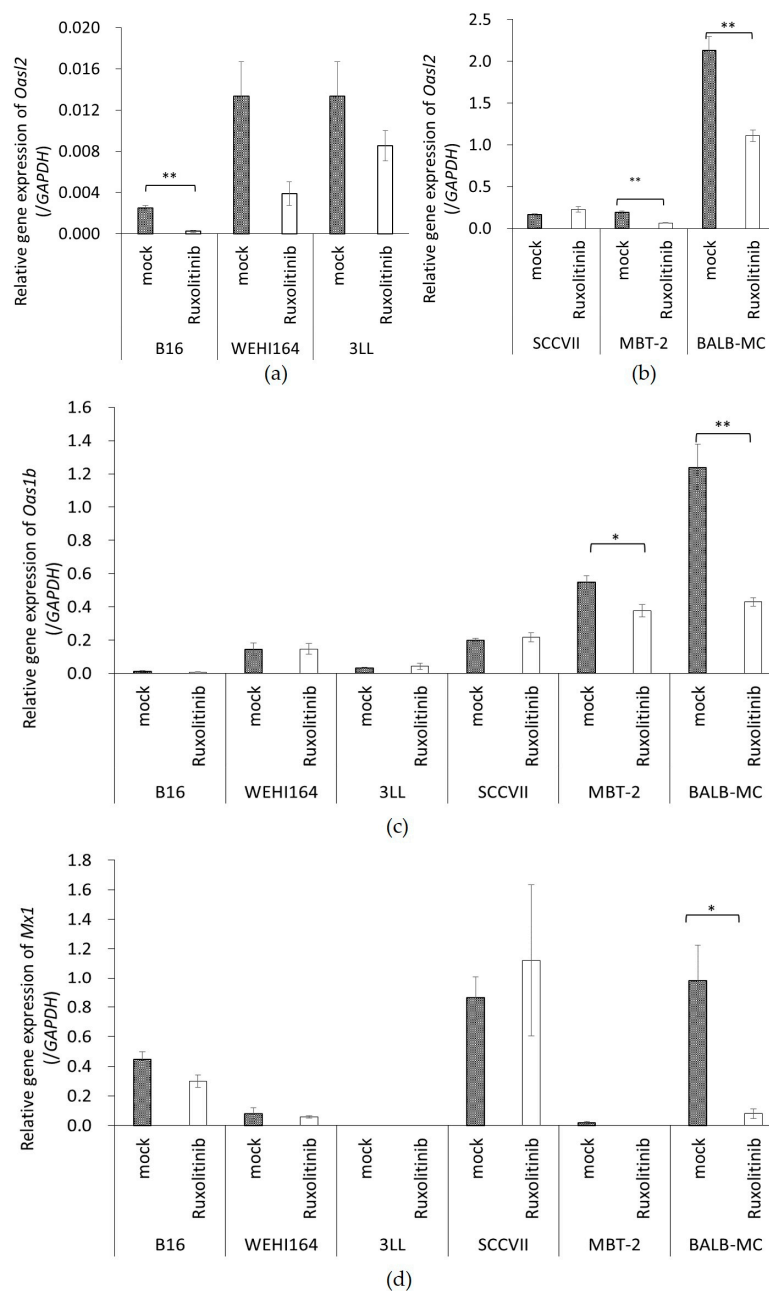 Relative gene expression of Oasl2
(/GAPDH)
0.020
0.016
0.012
0.008
0.004
0.000
**
mock
Ruxolitinib
mock
Ruxolitinib
mock
Ruxolitinib
B16 WEHI164 3LL
(a)
Relative gene expression of Oasl2
(/GAPDH)
2.5
2.0
1.5
1.0
0.5
0.0
**
**
mock
Ruxolitinib
mock
Ruxolitinib
mock
Ruxolitinib
SCCVII MBT-2 BALB-MC
(b)
Relative gene expression of Oas1b
(/GAPDH)
1.6
1.4
1.2
1.0
0.8
0.6
0.4
0.2
0.0
*
**
mock
Ruxolitinib
mock
Ruxolitinib
mock
Ruxolitinib
mock
Ruxolitinib
mock
Ruxolitinib
mock
Ruxolitinib
B16 WEHI164 3LL SCCVII MBT-2 BALB-MC
(c)
Relative gene expression of Mx1
(/GAPDH)
1.8
1.6
1.4
1.2
1.0
0.8
0.6
0.4
0.2
0.0
*
mock
Ruxolitinib
mock
Ruxolitinib
mock
Ruxolitinib
mock
Ruxolitinib
mock
Ruxolitinib
mock
Ruxolitinib
B16 WEHI164 3LL SCCVII MBT-2 BALB-MC
(d)